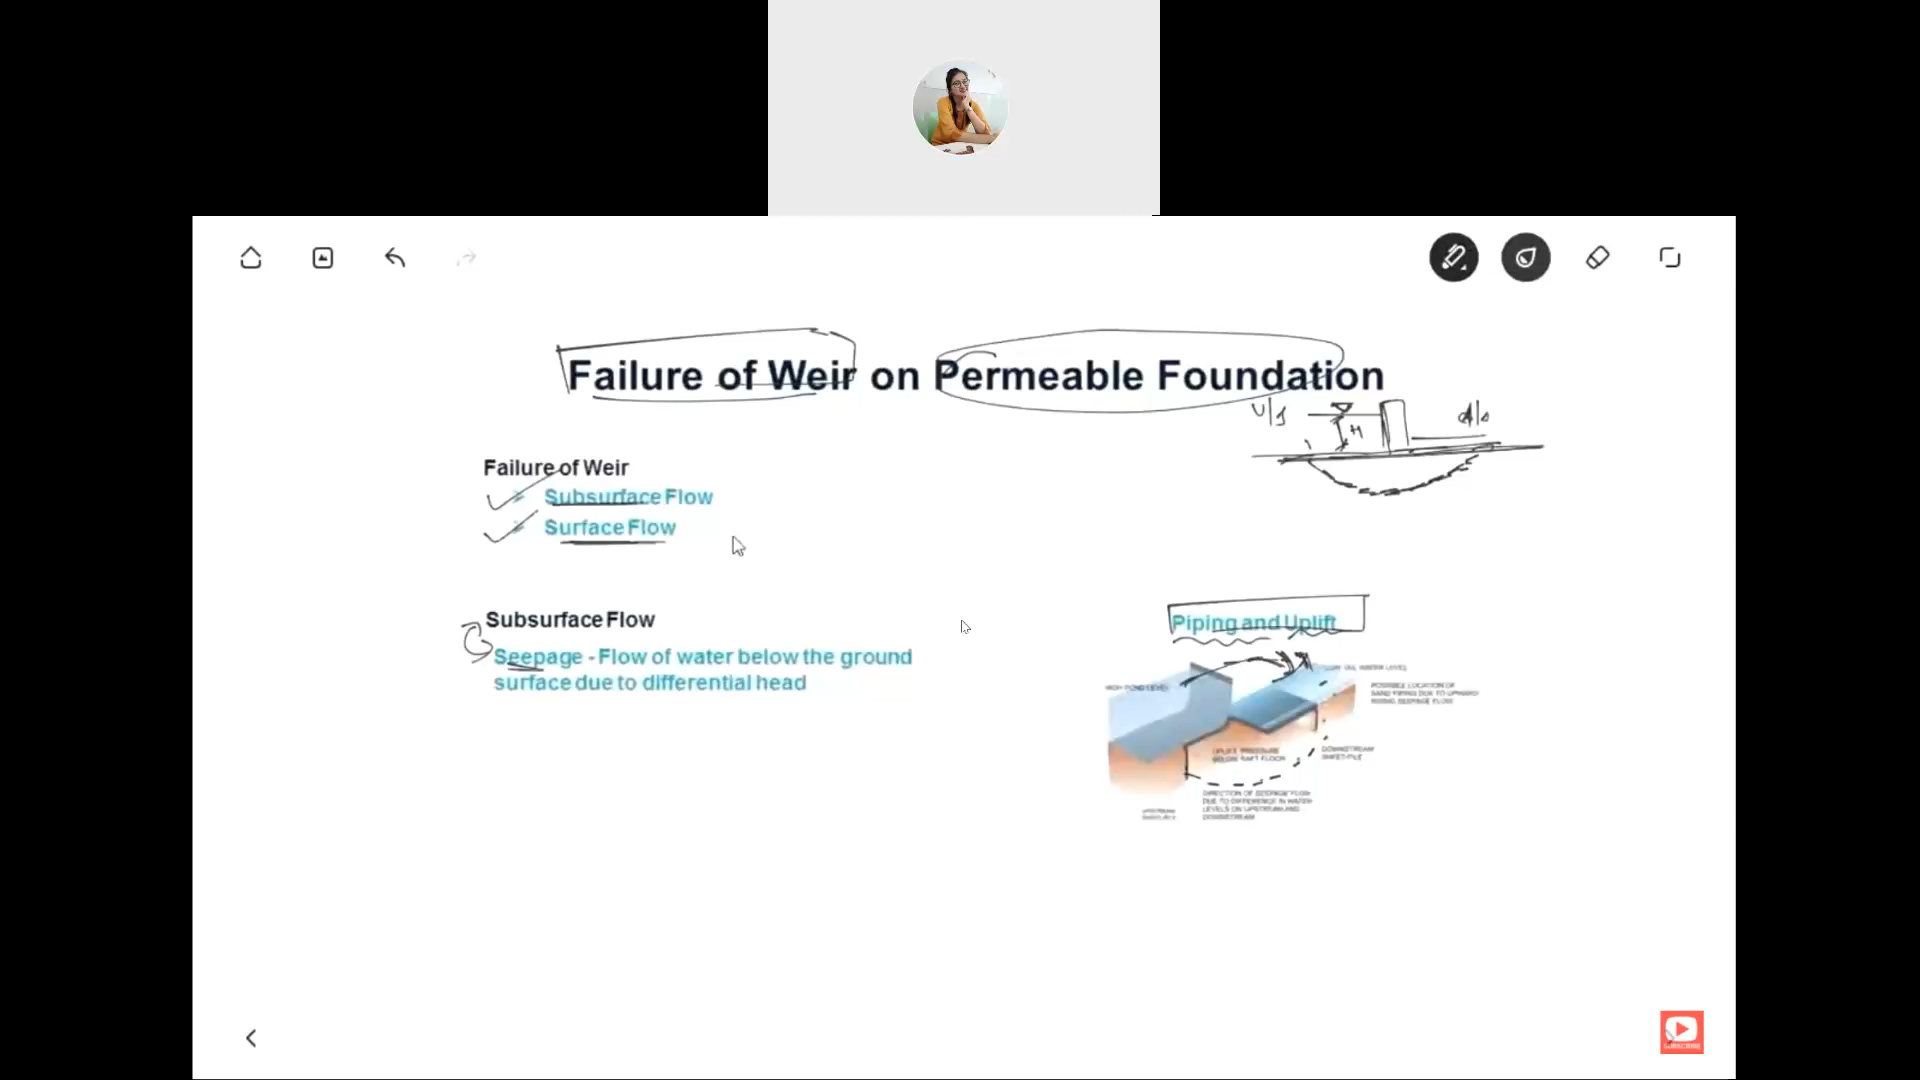 Failure of Weir on Permeable Foundation
U/s
H
d/s
Failure of Weir
Subsurface Flow
Surface Flow
Subsurface Flow
Seepage - Flow of water below the ground
surface due to differential head
Piping and Uplift
HIGH POND LEVEL
WATER LEVEL
POSSIBLE LOCATION OF
SAND PIPING DUE TO UPWARD
RISING SEEPAGE FLOW
UPLIFT PRESSURE
BELOW RAFT FLOOR
DOWNSTREAM
SHEET-PILE
DIRECTION OF SEEPAGE FLOW
DUE TO DIFFERENCE IN WATER
LEVELS ON UPSTREAM AND
DOWNSTREAM
UPSTREAM
SUBSCRIBE